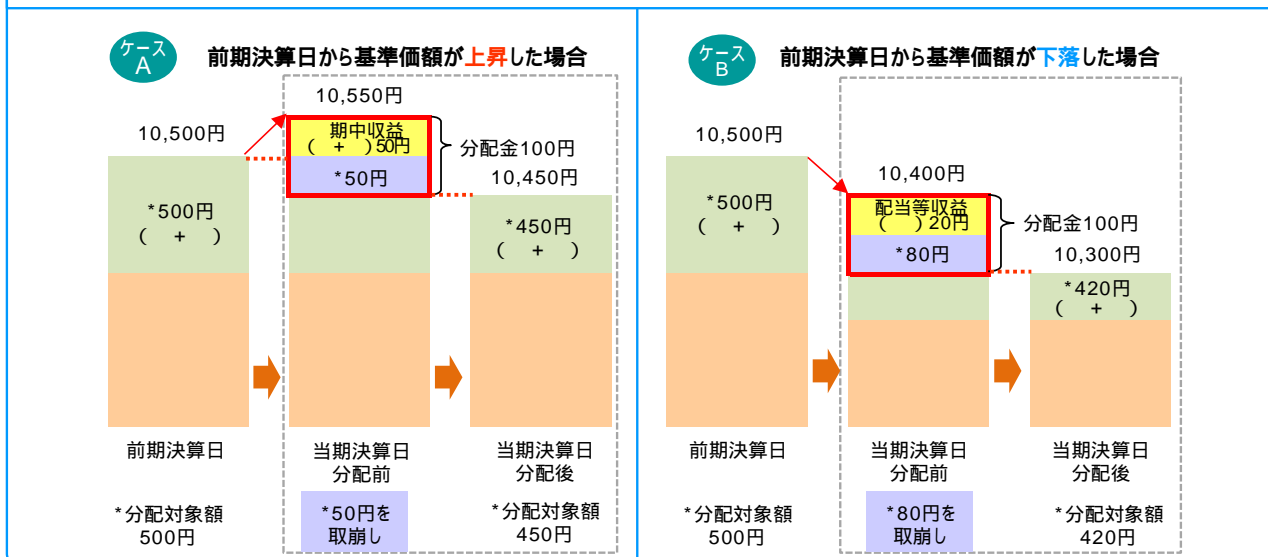 ケース
A
前期決算日から基準価額が上昇した場合
10,550円
10,500円
期中収益
( + )50円
分配金100円
*50円
10,450円
*500円
( + )
*450円
( + )
前期決算日
当期決算日
分配前
当期決算日
分配後
*分配対象額
500円
*50円を
取崩し
*分配対象額
450円
ケース
B
前期決算日から基準価額が下落した場合
10,500円
10,400円
配当等収益
( )20円
分配金100円
*80円
10,300円
*500円
( + )
*420円
( + )
前期決算日
当期決算日
分配前
当期決算日
分配後
*分配対象額
500円
*80円を
取崩し
*分配対象額
420円